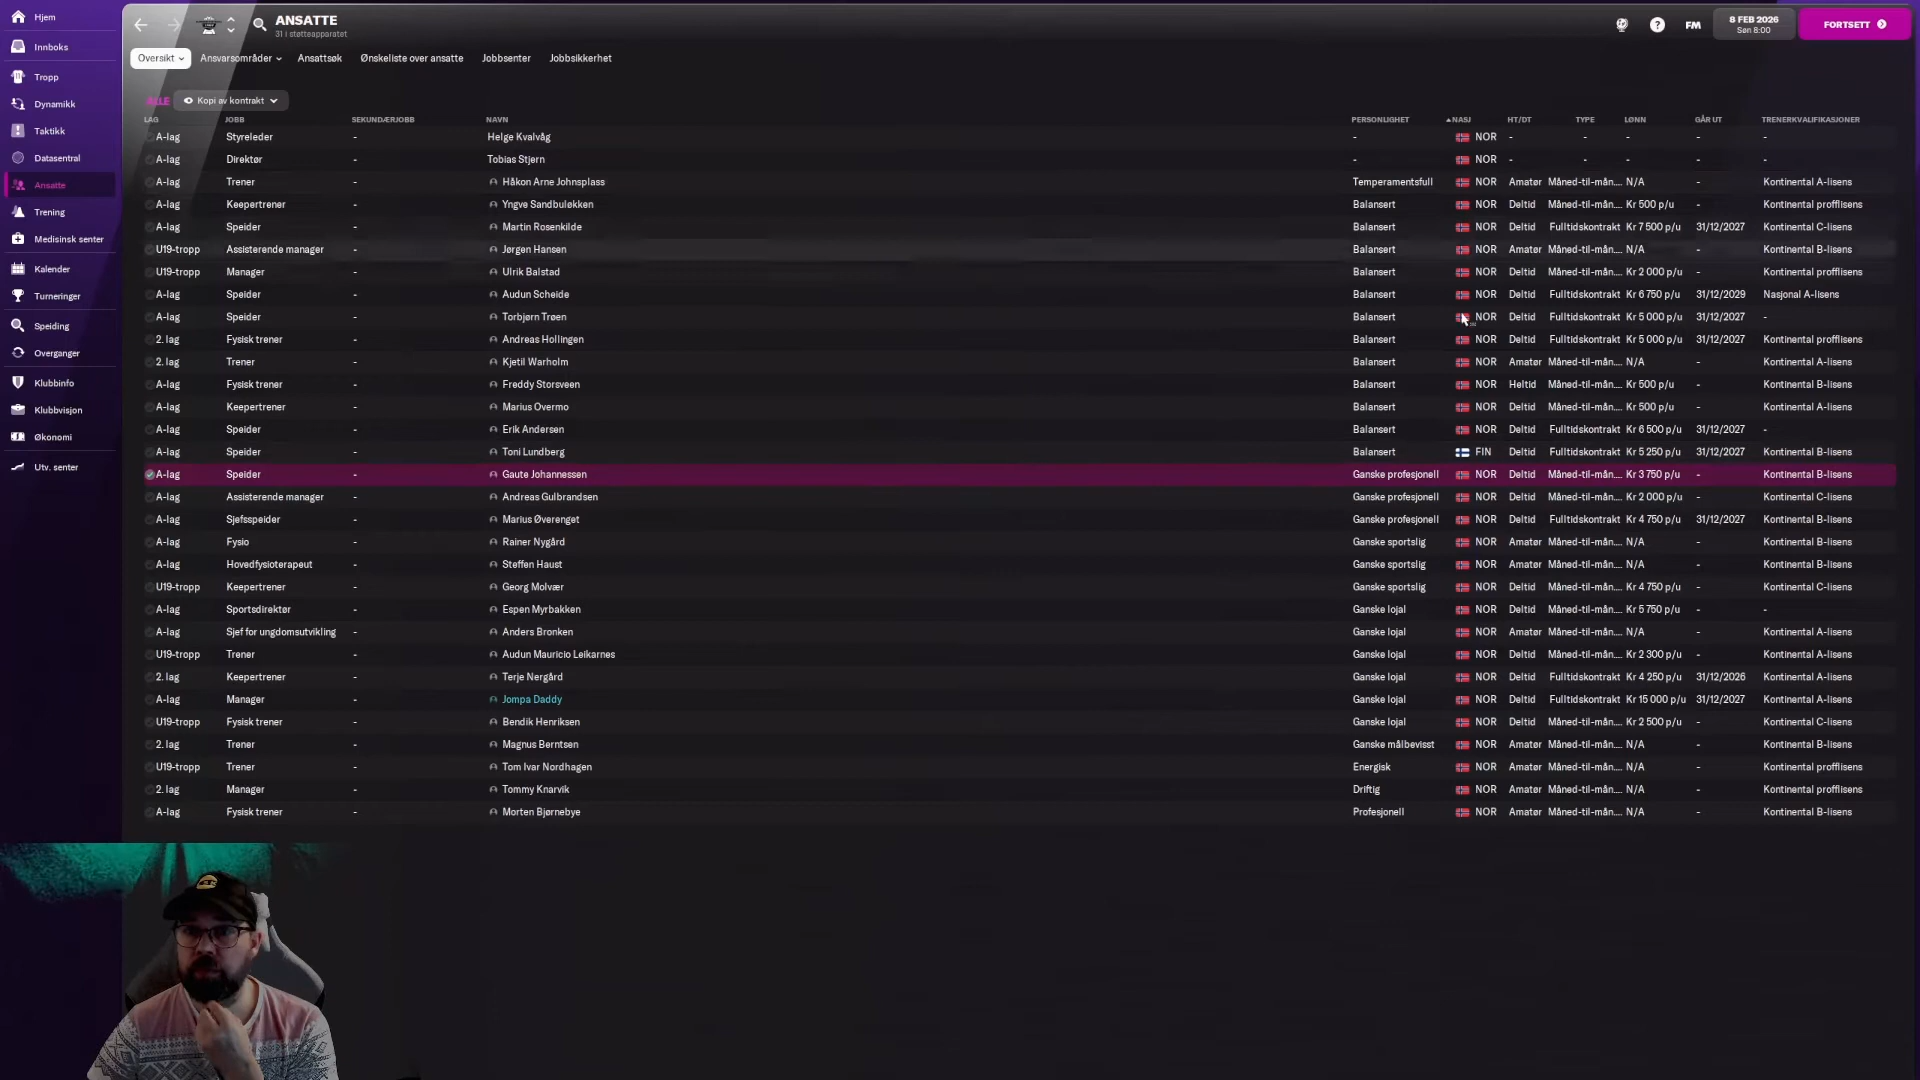 Hjem
Innboks
Tropp
Dynamikk
Taktikk
Datasentral
Ansatte
Trening
Medisinsk senter
Kalender
Turneringer
Speiding
Overganger
Klubbinfo
Klubbvisjon
Økonomi
Utv. senter
ANSATTE
31 i støtteapparatet
? FM 8 FEB 2026 Søn 8:00 FORTSETT
Oversikt Ansvarsområder Ansattsøk Ønskeliste over ansatte Jobbsenter Jobbsikkerhet
ALLE Kopi av kontrakt
LAG JOBB SEKUNDÆRJOBB NAVN PERSONLIGHET NASJ HT/DT TYPE LØNN GÅR UT TRENERKVALIFIKASJONER
A-lag Styreleder - Helge Kvalvåg - NOR - - - - -
A-lag Direktør - Tobias Stjern - NOR - - - - -
A-lag Trener - Håkon Arne Johnsplass Temperamentsfull NOR Amatør Måned-til-mån.... N/A - Kontinental A-lisens
A-lag Keepertrener - Yngve Sandbuløkken Balansert NOR Deltid Måned-til-mån.... Kr 500 p/u - Kontinental profflisens
A-lag Speider - Martin Rosenkilde Balansert NOR Deltid Fulltidskontrakt Kr 7 500 p/u 31/12/2027 Kontinental C-lisens
U19-tropp Assisterende manager - Jørgen Hansen Balansert NOR Amatør Måned-til-mån.... N/A - Kontinental B-lisens
U19-tropp Manager - Ulrik Balstad Balansert NOR Deltid Måned-til-mån.... Kr 2 000 p/u - Kontinental profflisens
A-lag Speider - Audun Scheide Balansert NOR Deltid Fulltidskontrakt Kr 6 750 p/u 31/12/2029 Nasjonal A-lisens
A-lag Speider - Torbjørn Trøen Balansert NOR Deltid Fulltidskontrakt Kr 5 000 p/u 31/12/2027 -
2. lag Fysisk trener - Andreas Hollingen Balansert NOR Deltid Fulltidskontrakt Kr 5 000 p/u 31/12/2027 Kontinental profflisens
2. lag Trener - Kjetil Warholm Balansert NOR Amatør Måned-til-mån.... N/A - Kontinental A-lisens
A-lag Fysisk trener - Freddy Storsveen Balansert NOR Heltid Måned-til-mån.... Kr 500 p/u - Kontinental B-lisens
A-lag Keepertrener - Marius Overmo Balansert NOR Deltid Måned-til-mån.... Kr 500 p/u - Kontinental A-lisens
A-lag Speider - Erik Andersen Balansert NOR Deltid Fulltidskontrakt Kr 6 500 p/u 31/12/2027 -
A-lag Speider - Toni Lundberg Balansert FIN Deltid Fulltidskontrakt Kr 5 250 p/u 31/12/2027 Kontinental B-lisens
A-lag Speider - Gaute Johannessen Ganske profesjonell NOR Deltid Måned-til-mån.... Kr 3 750 p/u - Kontinental B-lisens
A-lag Assisterende manager - Andreas Gulbrandsen Ganske profesjonell NOR Deltid Måned-til-mån.... Kr 2 000 p/u - Kontinental C-lisens
A-lag Sjefsspeider - Marius Øverenget Ganske profesjonell NOR Deltid Fulltidskontrakt Kr 4 750 p/u 31/12/2027 Kontinental B-lisens
A-lag Fysio - Rainer Nygård Ganske sportslig NOR Amatør Måned-til-mån.... N/A - Kontinental B-lisens
A-lag Hovedfysioterapeut - Steffen Haust Ganske sportslig NOR Amatør Måned-til-mån.... N/A - Kontinental B-lisens
U19-tropp Keepertrener - Georg Molvær Ganske sportslig NOR Deltid Måned-til-mån.... Kr 4 750 p/u - Kontinental C-lisens
A-lag Sportsdirektør - Espen Myrbakken Ganske lojal NOR Deltid Måned-til-mån.... Kr 5 750 p/u - -
A-lag Sjef for ungdomsutvikling - Anders Bronken Ganske lojal NOR Amatør Måned-til-mån.... N/A - Kontinental A-lisens
U19-tropp Trener - Audun Mauricio Leikarnes Ganske lojal NOR Deltid Måned-til-mån.... Kr 2 300 p/u - Kontinental A-lisens
2. lag Keepertrener - Terje Nergård Ganske lojal NOR Deltid Fulltidskontrakt Kr 4 250 p/u 31/12/2026 Kontinental A-lisens
A-lag Manager - Jompa Daddy Ganske lojal NOR Deltid Fulltidskontrakt Kr 15 000 p/u 31/12/2027 Kontinental A-lisens
U19-tropp Fysisk trener - Bendik Henriksen Ganske lojal NOR Deltid Måned-til-mån.... Kr 2 500 p/u - Kontinental C-lisens
2. lag Trener - Magnus Berntsen Ganske målbevisst NOR Amatør Måned-til-mån.... N/A - Kontinental B-lisens
U19-tropp Trener - Tom Ivar Nordhagen Energisk NOR Amatør Måned-til-mån.... N/A - Kontinental profflisens
2. lag Manager - Tommy Knarvik Driftig NOR Amatør Måned-til-mån.... N/A - Kontinental profflisens
A-lag Fysisk trener - Morten Bjørnebye Profesjonell NOR Amatør Måned-til-mån.... N/A - Kontinental B-lisens